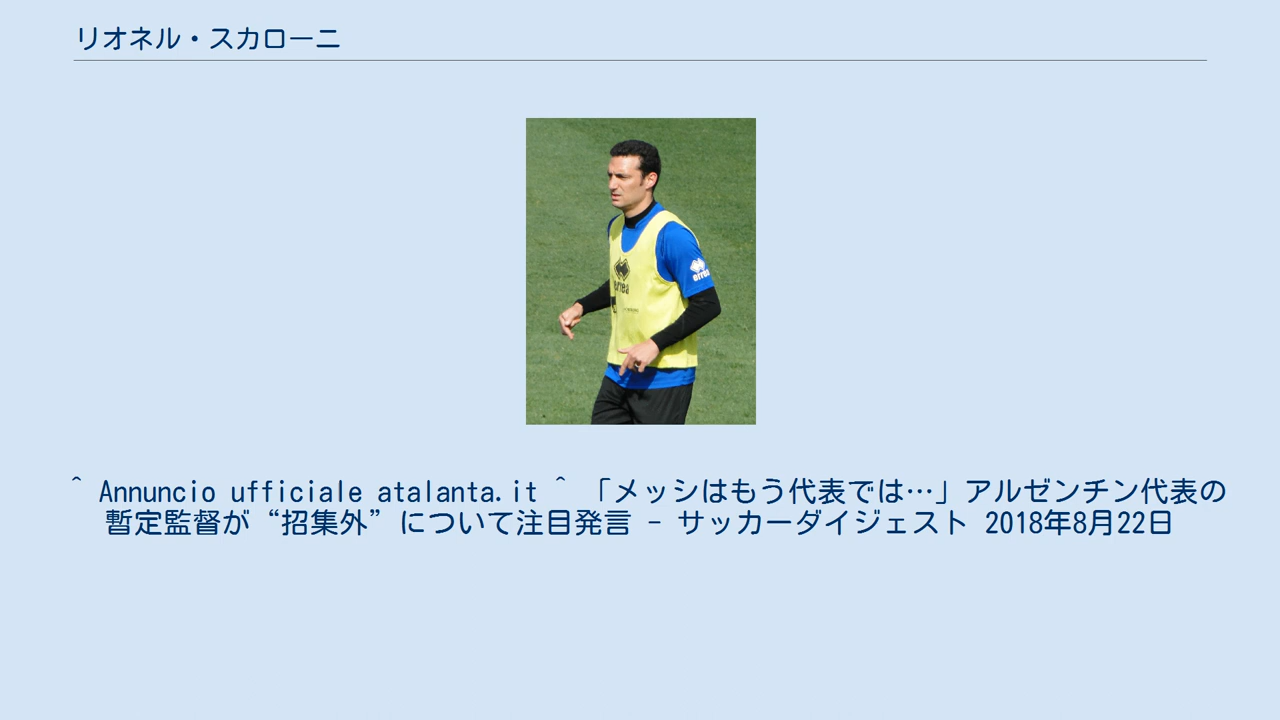 リオネル・スカローニ
errea
errea
^ Annuncio ufficiale atalanta.it ^ 「メッシはもう代表では…」アルゼンチン代表の
暫定監督が“招集外”について注目発言 - サッカーダイジェスト 2018年8月22日